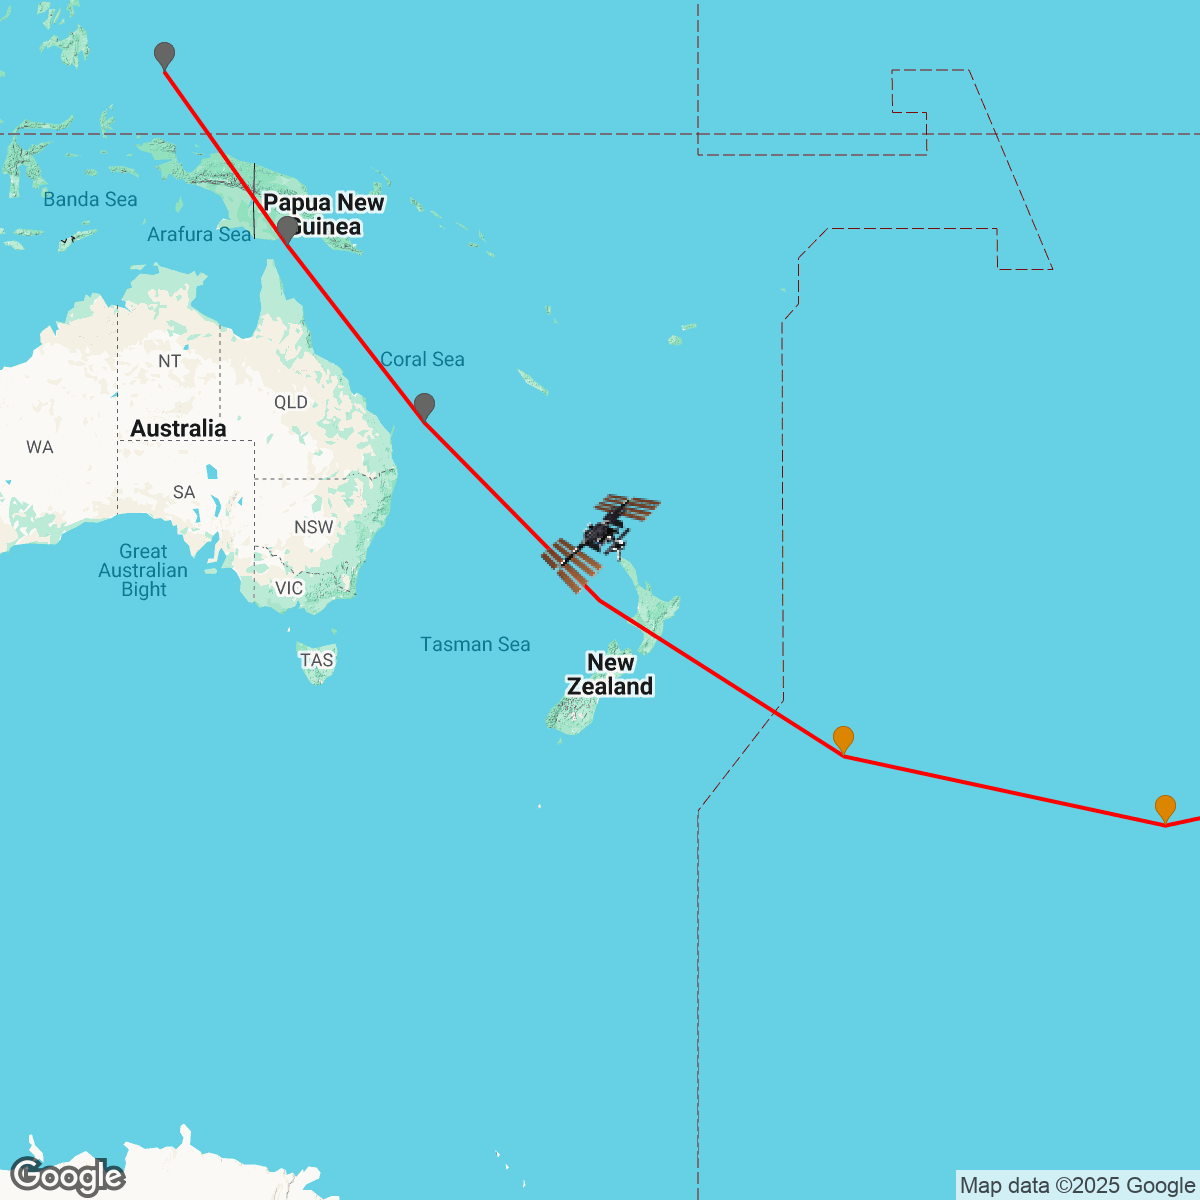 Banda Sea
Papua New
Guinea
Arafura Sea
NT
Coral Sea
QLD
Australia
WA
SA
NSW
Great
Australian
Bight
VIC
Tasman Sea
TAS
New
Zealand
Google
Map data ©2025 Google